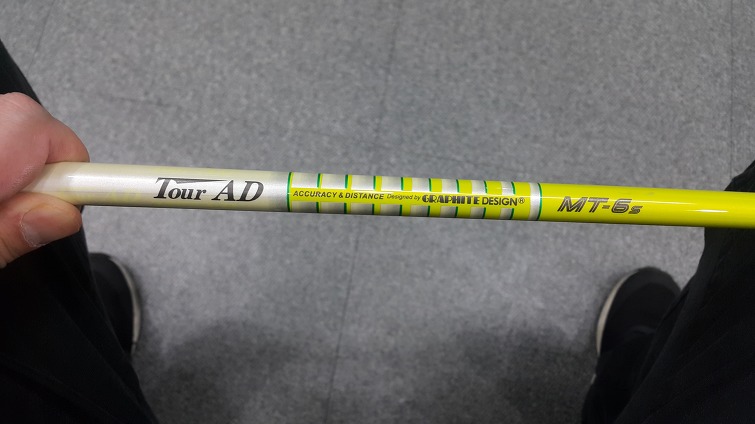 Tour AD ACCURACY & DISTANCE Designed by GRAPHITE DESIGN® MT-6s